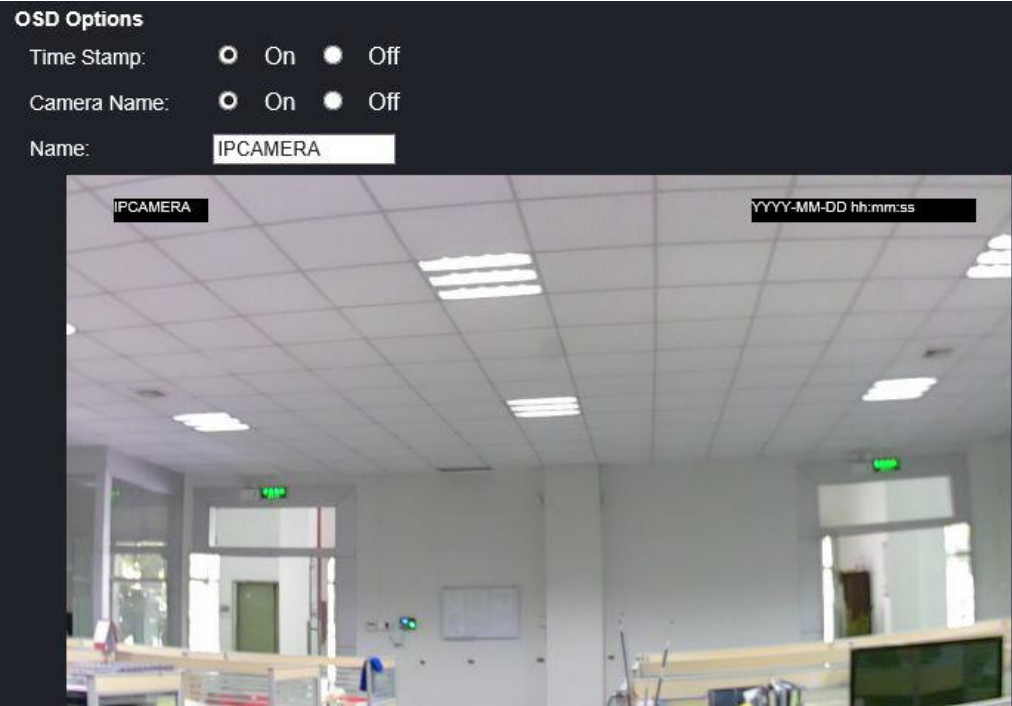 OSD Options
Time Stamp: On Off
Camera Name: On Off
Name: IPCAMERA
IPCAMERA YYYY-MM-DD hh:mm:ss